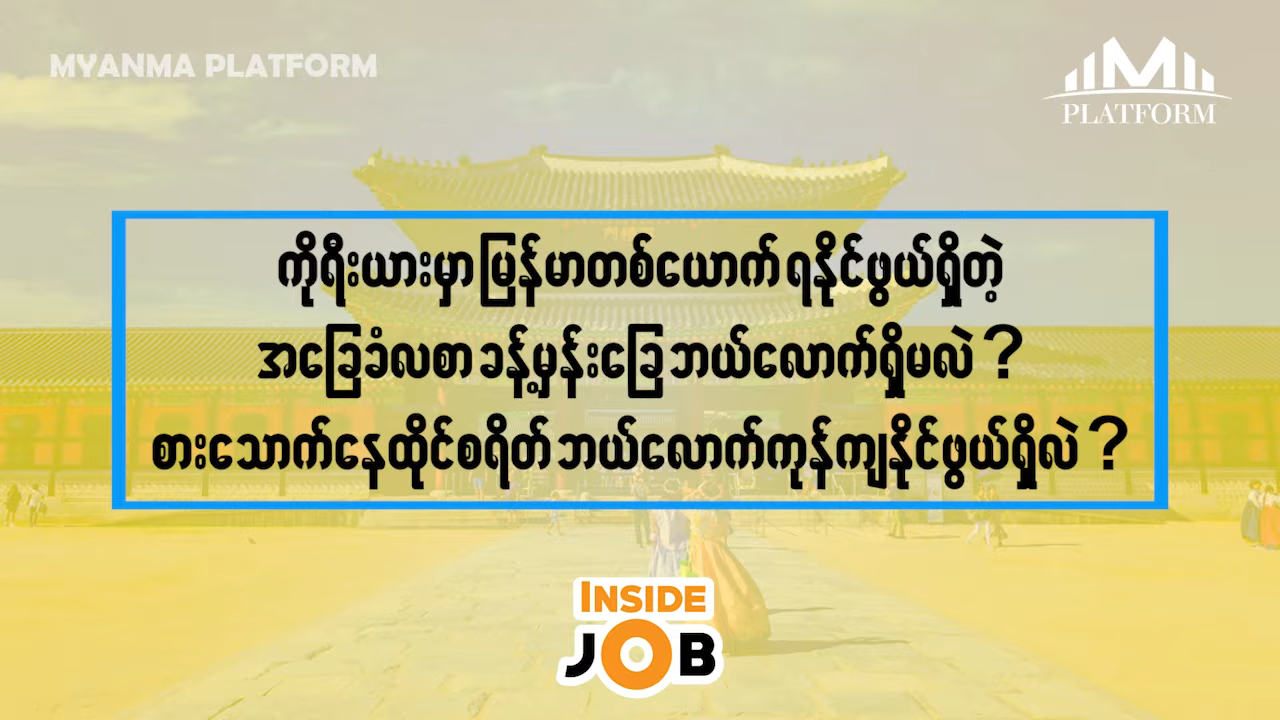 MYANMA PLATFORM
M
PLATFORM
ကိုရီးယားမှာ မြန်မာတစ်ယောက် ရနိုင်ဖွယ်ရှိတဲ့
အခြေခံလစာ ခန့်မှန်းခြေ ဘယ်လောက်ရှိမလဲ ?
စားသောက်နေထိုင်စရိတ် ဘယ်လောက်ကုန်ကျနိုင်ဖွယ်ရှိလဲ ?
INSIDE
JOB